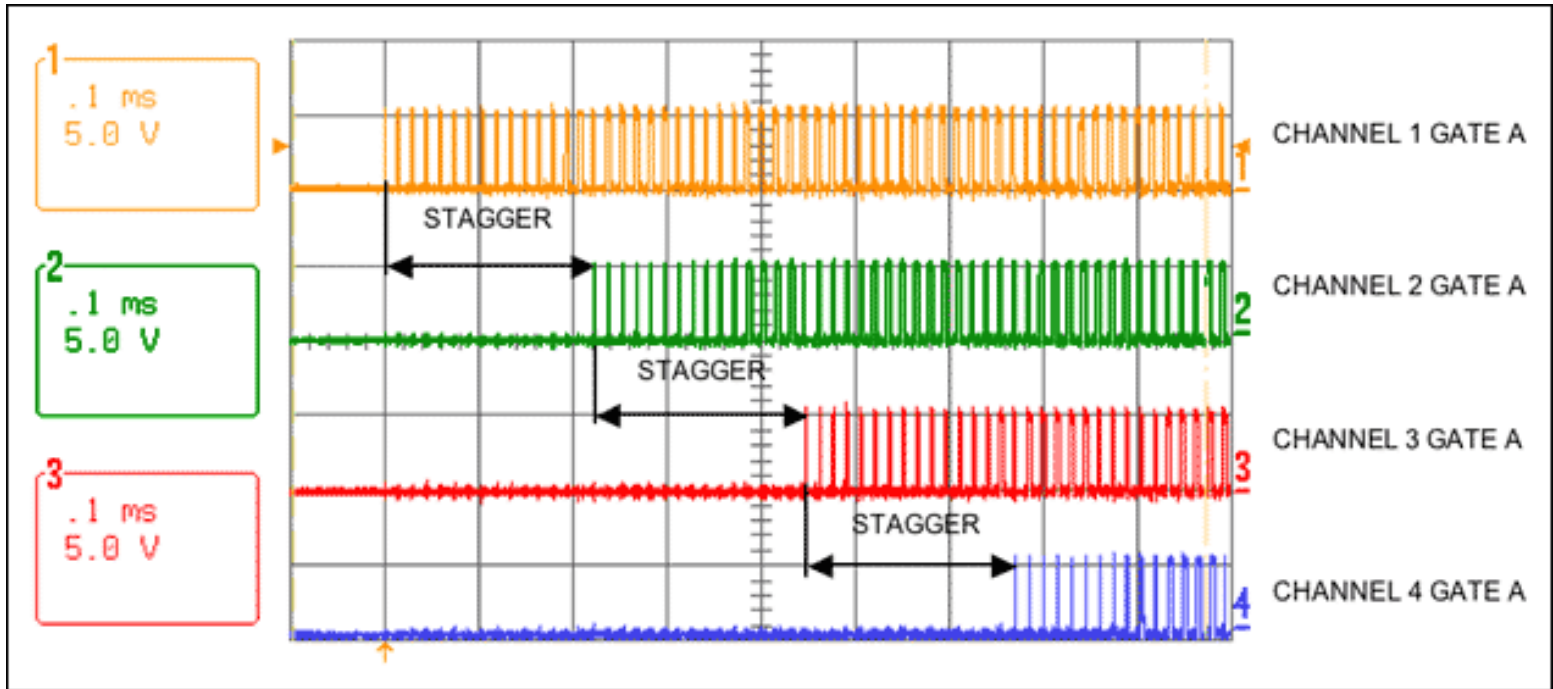 1
.1 ms
5.0 V
CHANNEL 1 GATE A
1
STAGGER
2
.1 ms
5.0 V
CHANNEL 2 GATE A
2
STAGGER
3
.1 ms
5.0 V
CHANNEL 3 GATE A
3
STAGGER
CHANNEL 4 GATE A
4